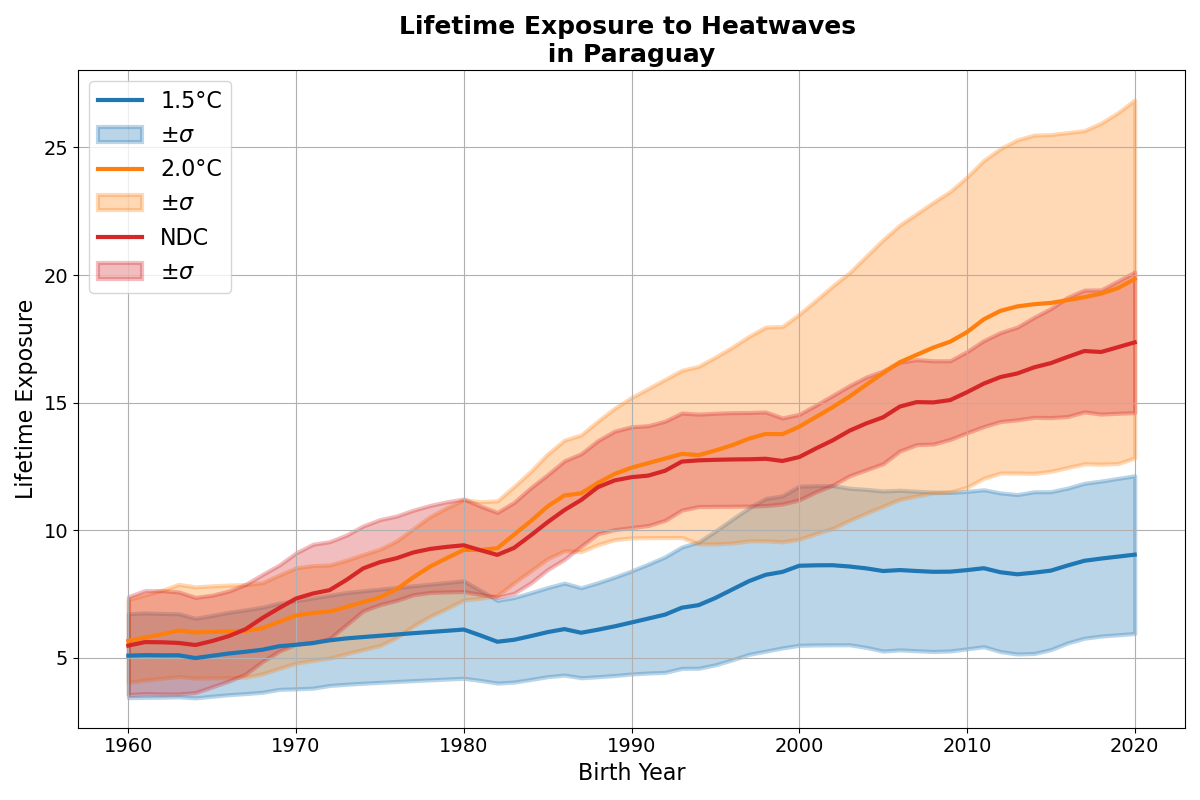 Lifetime Exposure to Heatwaves
in Paraguay
1.5°C
±σ
2.0°C
±σ
NDC
±σ
Lifetime Exposure
25
20
15
10
5
1960 1970 1980 1990 2000 2010 2020
Birth Year